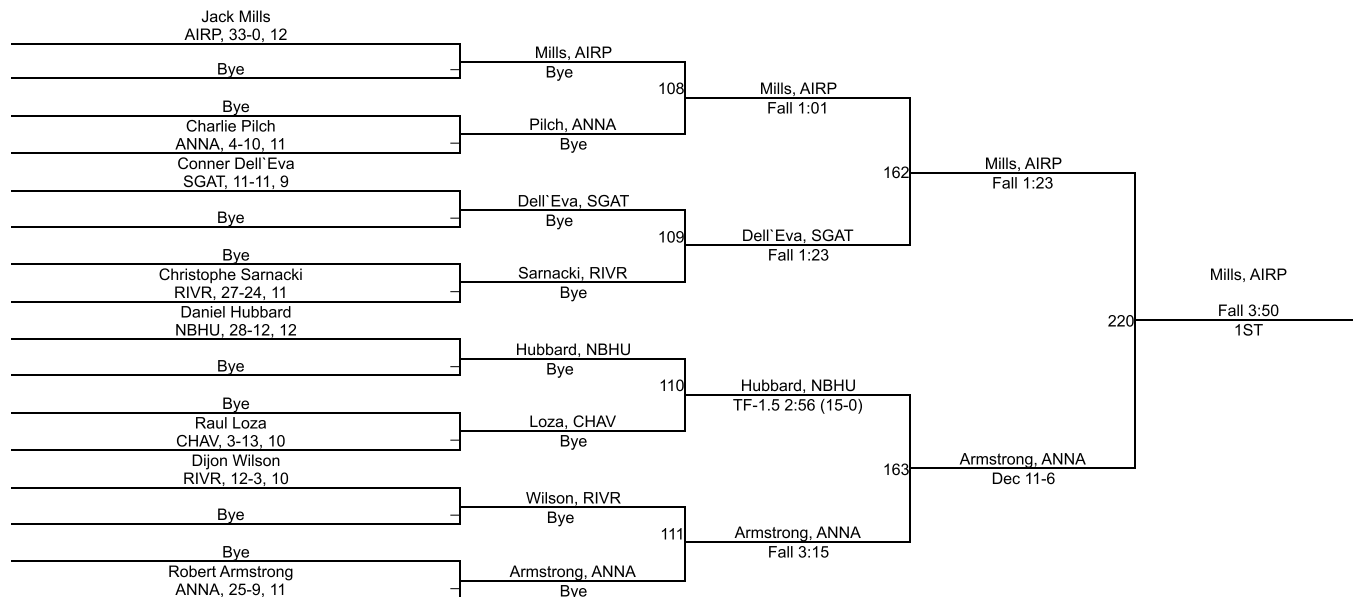 Jack Mills
AIRP, 33-0, 12
Bye
Bye
Charlie Pilch
ANNA, 4-10, 11
Conner Dell`Eva
SGAT, 11-11, 9
Bye
Bye
Christophe Sarnacki
RIVR, 27-24, 11
Daniel Hubbard
NBHU, 28-12, 12
Bye
Bye
Raul Loza
CHAV, 3-13, 10
Dijon Wilson
RIVR, 12-3, 10
Bye
Bye
Robert Armstrong
ANNA, 25-9, 11
Mills, AIRP
Bye
108
Pilch, ANNA
Bye
Dell`Eva, SGAT
Bye
109
Sarnacki, RIVR
Bye
Hubbard, NBHU
Bye
110
Loza, CHAV
Bye
Wilson, RIVR
Bye
111
Armstrong, ANNA
Bye
Mills, AIRP
Fall 1:01
162
Dell`Eva, SGAT
Fall 1:23
Hubbard, NBHU
TF-1.5 2:56 (15-0)
163
Armstrong, ANNA
Fall 3:15
Mills, AIRP
Fall 1:23
220
Armstrong, ANNA
Dec 11-6
Mills, AIRP
Fall 3:50
1ST